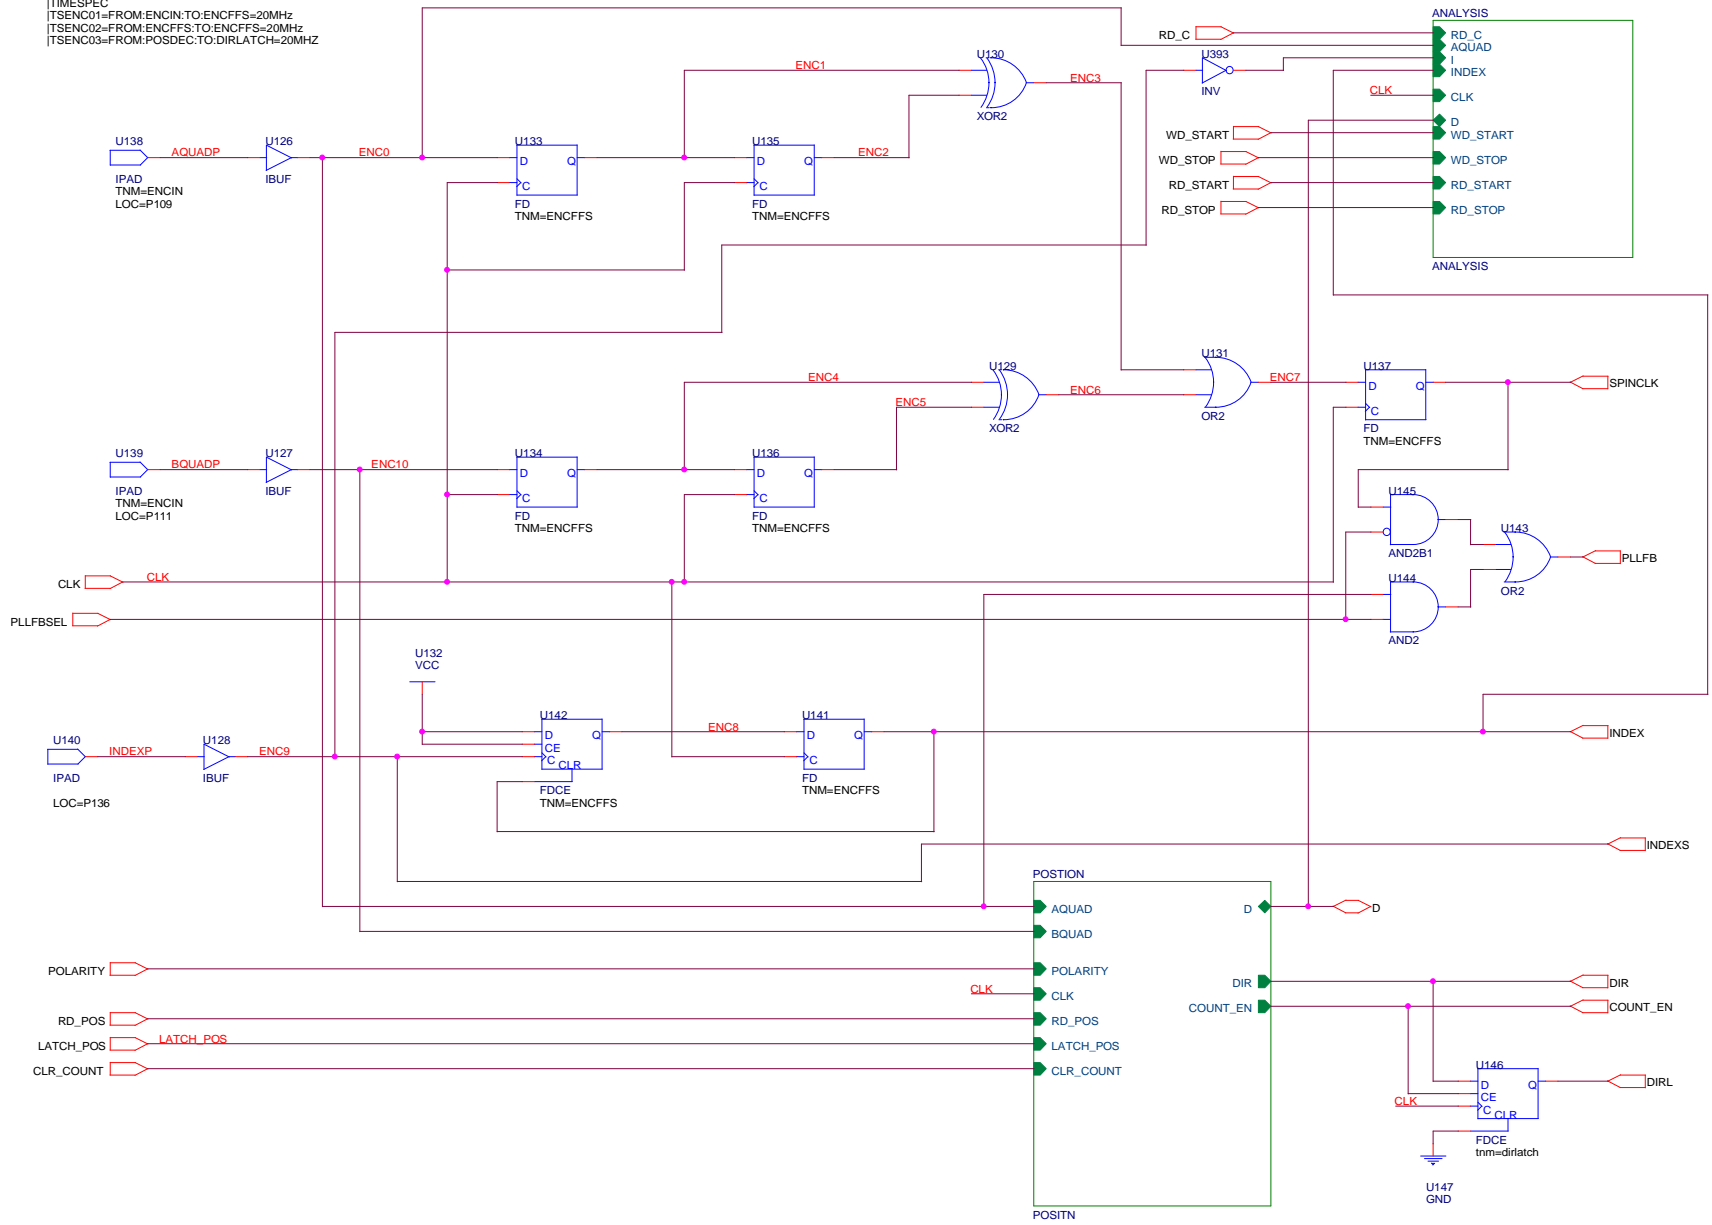 |TIMESPEC
|TSENC01=FROM:ENCIN:TO:ENCFFS=20MHz
|TSENC02=FROM:ENCFFS:TO:ENCFFS=20MHz
|TSENC03=FROM:POSDEC:TO:DIRLATCH=20MHZ
ANALYSIS
RD_C
RD_C
AQUAD
I
INDEX
CLK
CLK
D
WD_START
WD_START
WD_STOP
WD_STOP
RD_START
RD_START
RD_STOP
RD_STOP
ANALYSIS
U393
INV
U130
XOR2
ENC1
ENC3
U138
AQUADP
IPAD
TNM=ENCIN
LOC=P109
U126
IBUF
ENC0
U133
D
Q
C
FD
TNM=ENCFFS
U135
D
Q
C
FD
TNM=ENCFFS
ENC2
U129
XOR2
ENC4
ENC5
ENC6
U131
OR2
ENC7
U137
D
Q
C
FD
TNM=ENCFFS
SPINCLK
U139
BQUADP
IPAD
TNM=ENCIN
LOC=P111
U127
IBUF
ENC10
U134
D
Q
C
FD
TNM=ENCFFS
U136
D
Q
C
FD
TNM=ENCFFS
U145
AND2B1
U143
OR2
PLLFB
U144
AND2
CLK
CLK
PLLFBSEL
U132
VCC
U140
INDEXP
IPAD
LOC=P136
U128
IBUF
ENC9
U142
D
Q
CE
C
CLR
FDCE
TNM=ENCFFS
ENC8
U141
D
Q
C
FD
TNM=ENCFFS
INDEX
INDEXS
POSTION
AQUAD
D
D
BQUAD
POLARITY
POLARITY
CLK
CLK
DIR
DIR
COUNT_EN
COUNT_EN
RD_POS
RD_POS
LATCH_POS
LATCH_POS
LATCH_POS
CLR_COUNT
CLR_COUNT
POSITN
U146
D
Q
CE
CLK
C
CLR
FDCE
tnm=dirlatch
DIRL
U147
GND